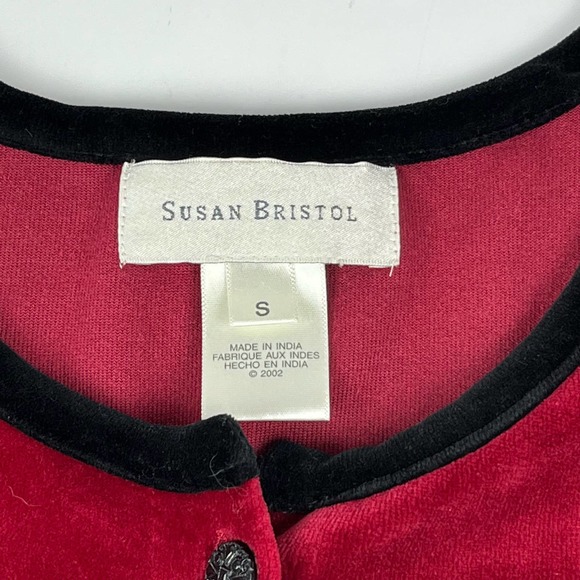 SUSAN BRISTOL
S
MADE IN INDIA
FABRIQUE AUX INDES
HECHO EN INDIA
© 2002